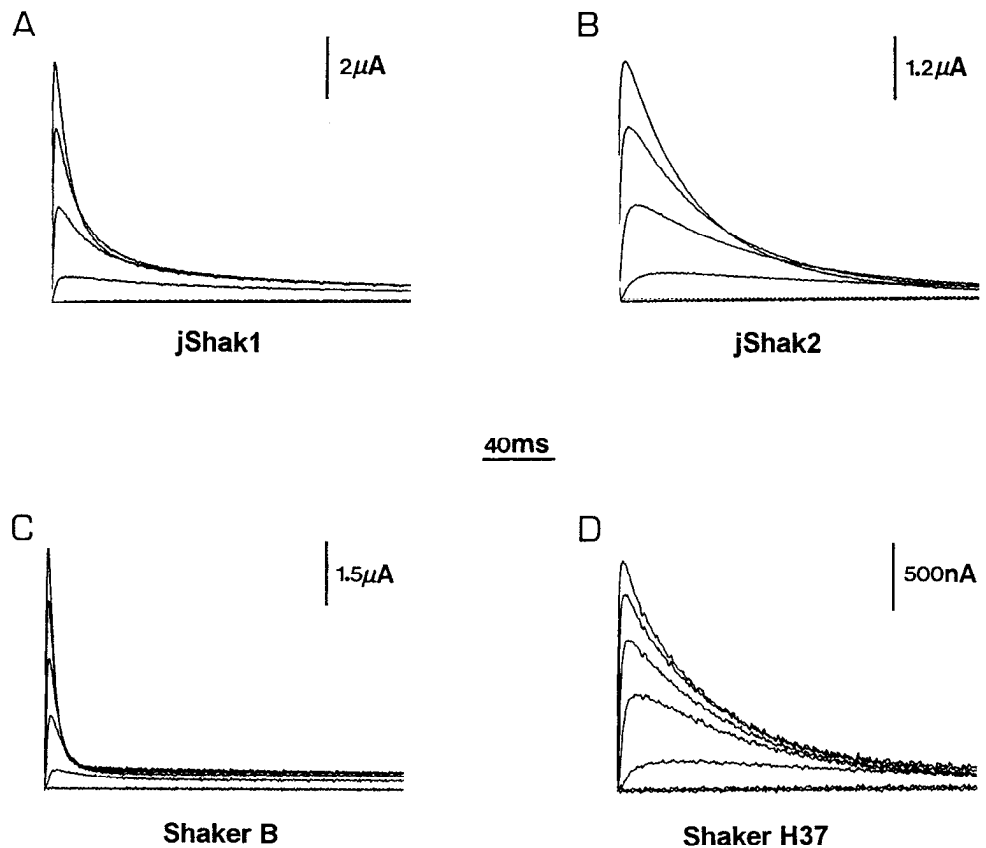 A
2μA
jShak1
B
1.2μA
jShak2
40ms
C
1.5μA
Shaker B
D
500nA
Shaker H37